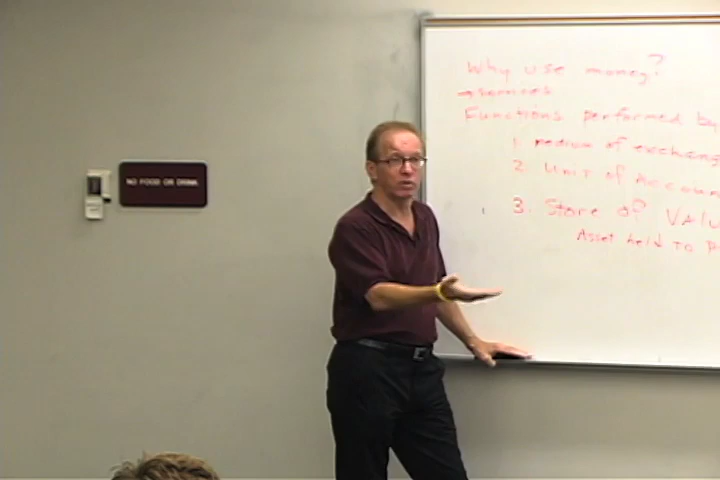 NO FOOD OR DRINK
Why use money?
Functions performed by
1. medium of exchang
2. Unit of Accoun
3. Store of Valu
Asset held to P